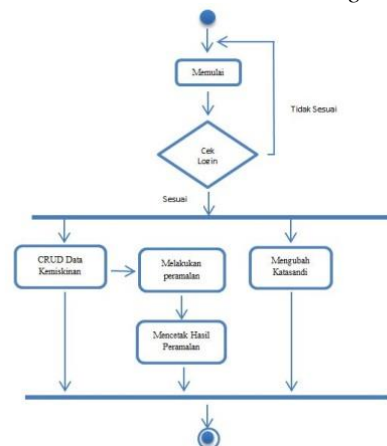 Memulai
Tidak Sesuai
Cek
Login
Sesuai
CRUD Data
Kemiskinan
Melakukan
peramalan
Mengubah
Katasandi
Mencetak Hasil
Peramalan